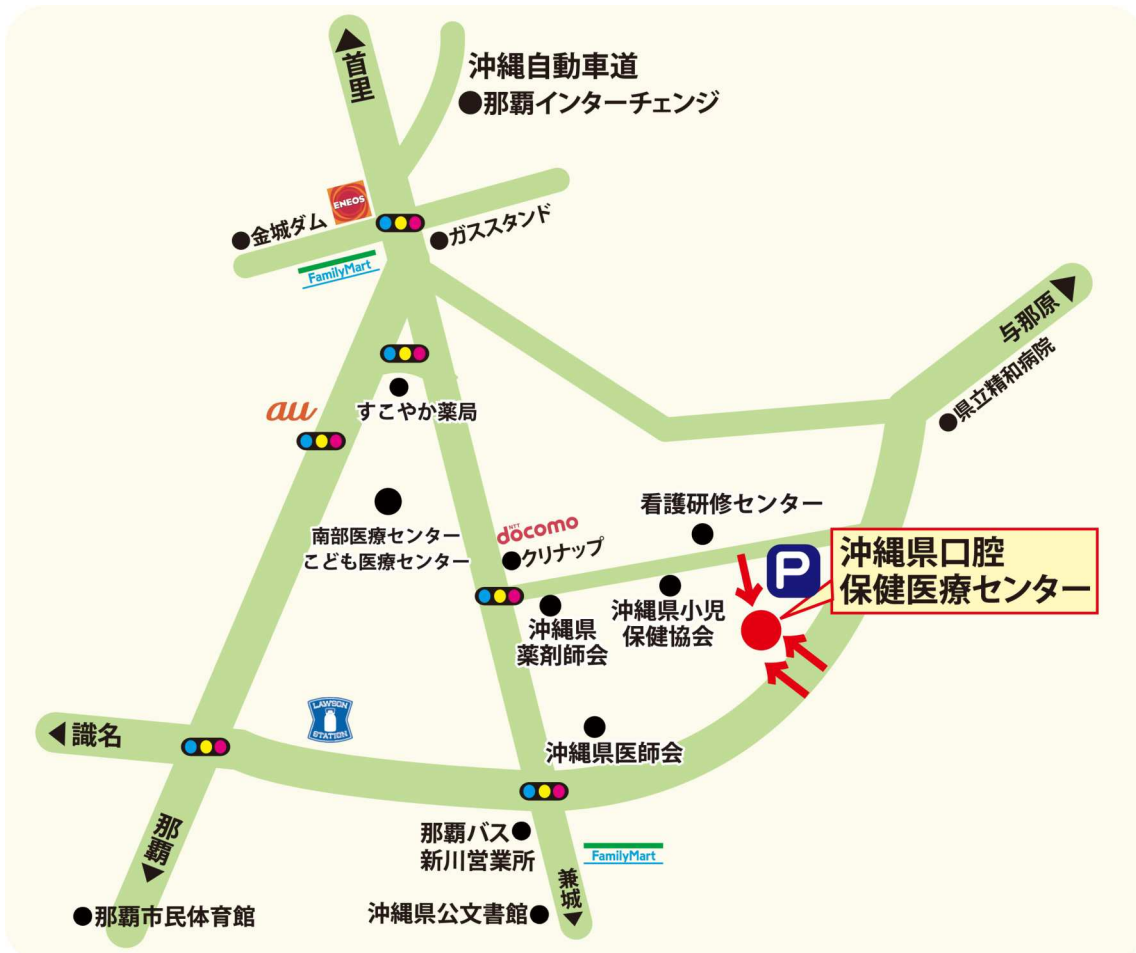 首里
沖縄自動車道
那覇インターチェンジ
ENEOS
金城ダム
ガススタンド
FamilyMart
与那原
県立精和病院
au
すこやか薬局
南部医療センター
こども医療センター
NTT
docomo
クリナップ
看護研修センター
P
沖縄県口腔
保健医療センター
沖縄県
薬剤師会
沖縄県小児
保健協会
LAWSON
STATION
識名
沖縄県医師会
那覇
那覇バス
新川営業所
FamilyMart
兼城
那覇市民体育館
沖縄県公文書館